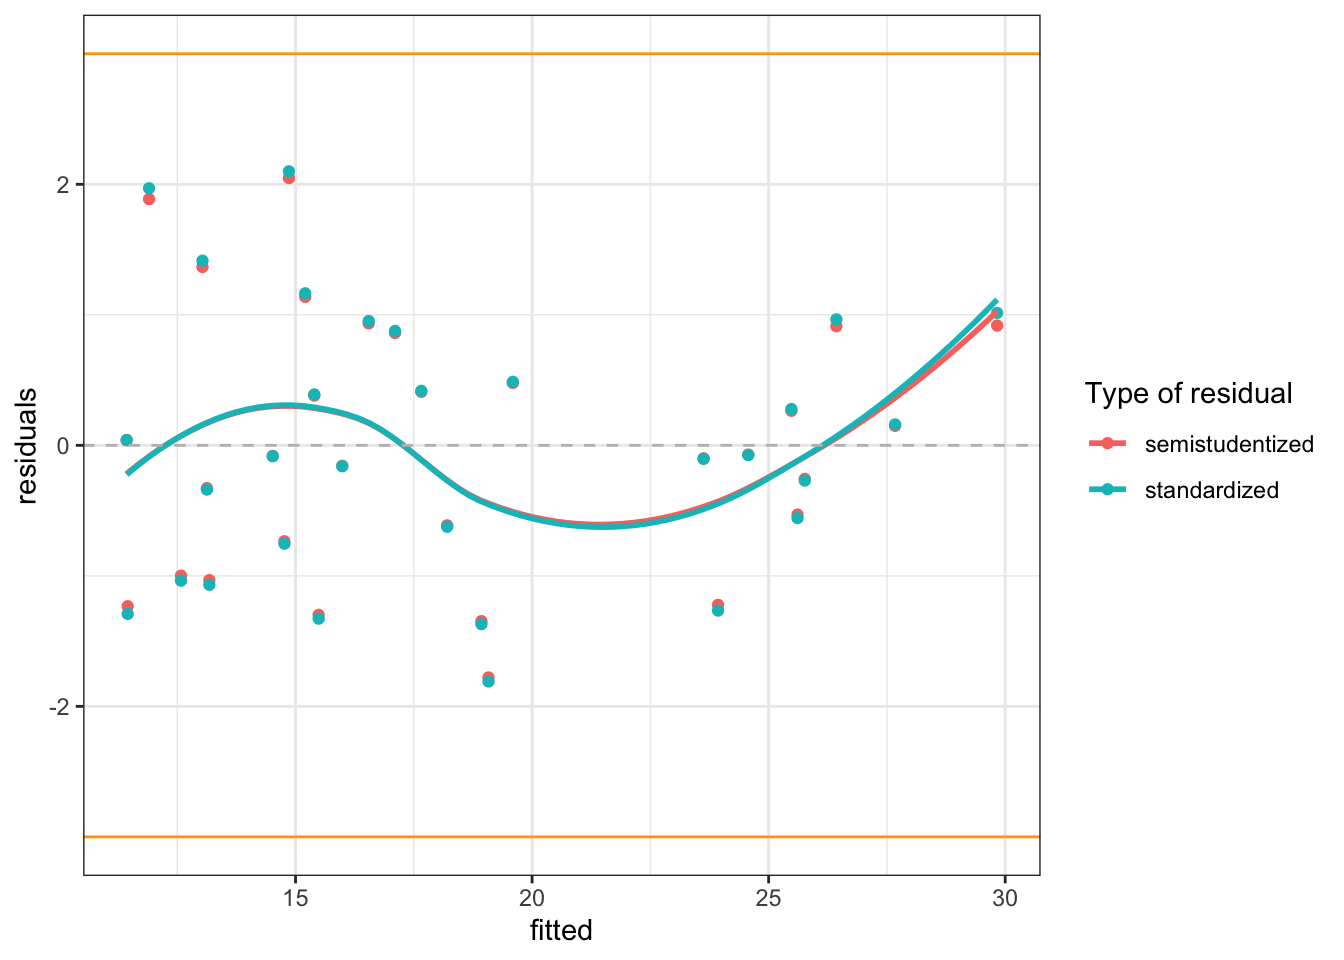 2
0
-2
residuals
15
20
25
30
fitted
Type of residual
semistudentized
standardized